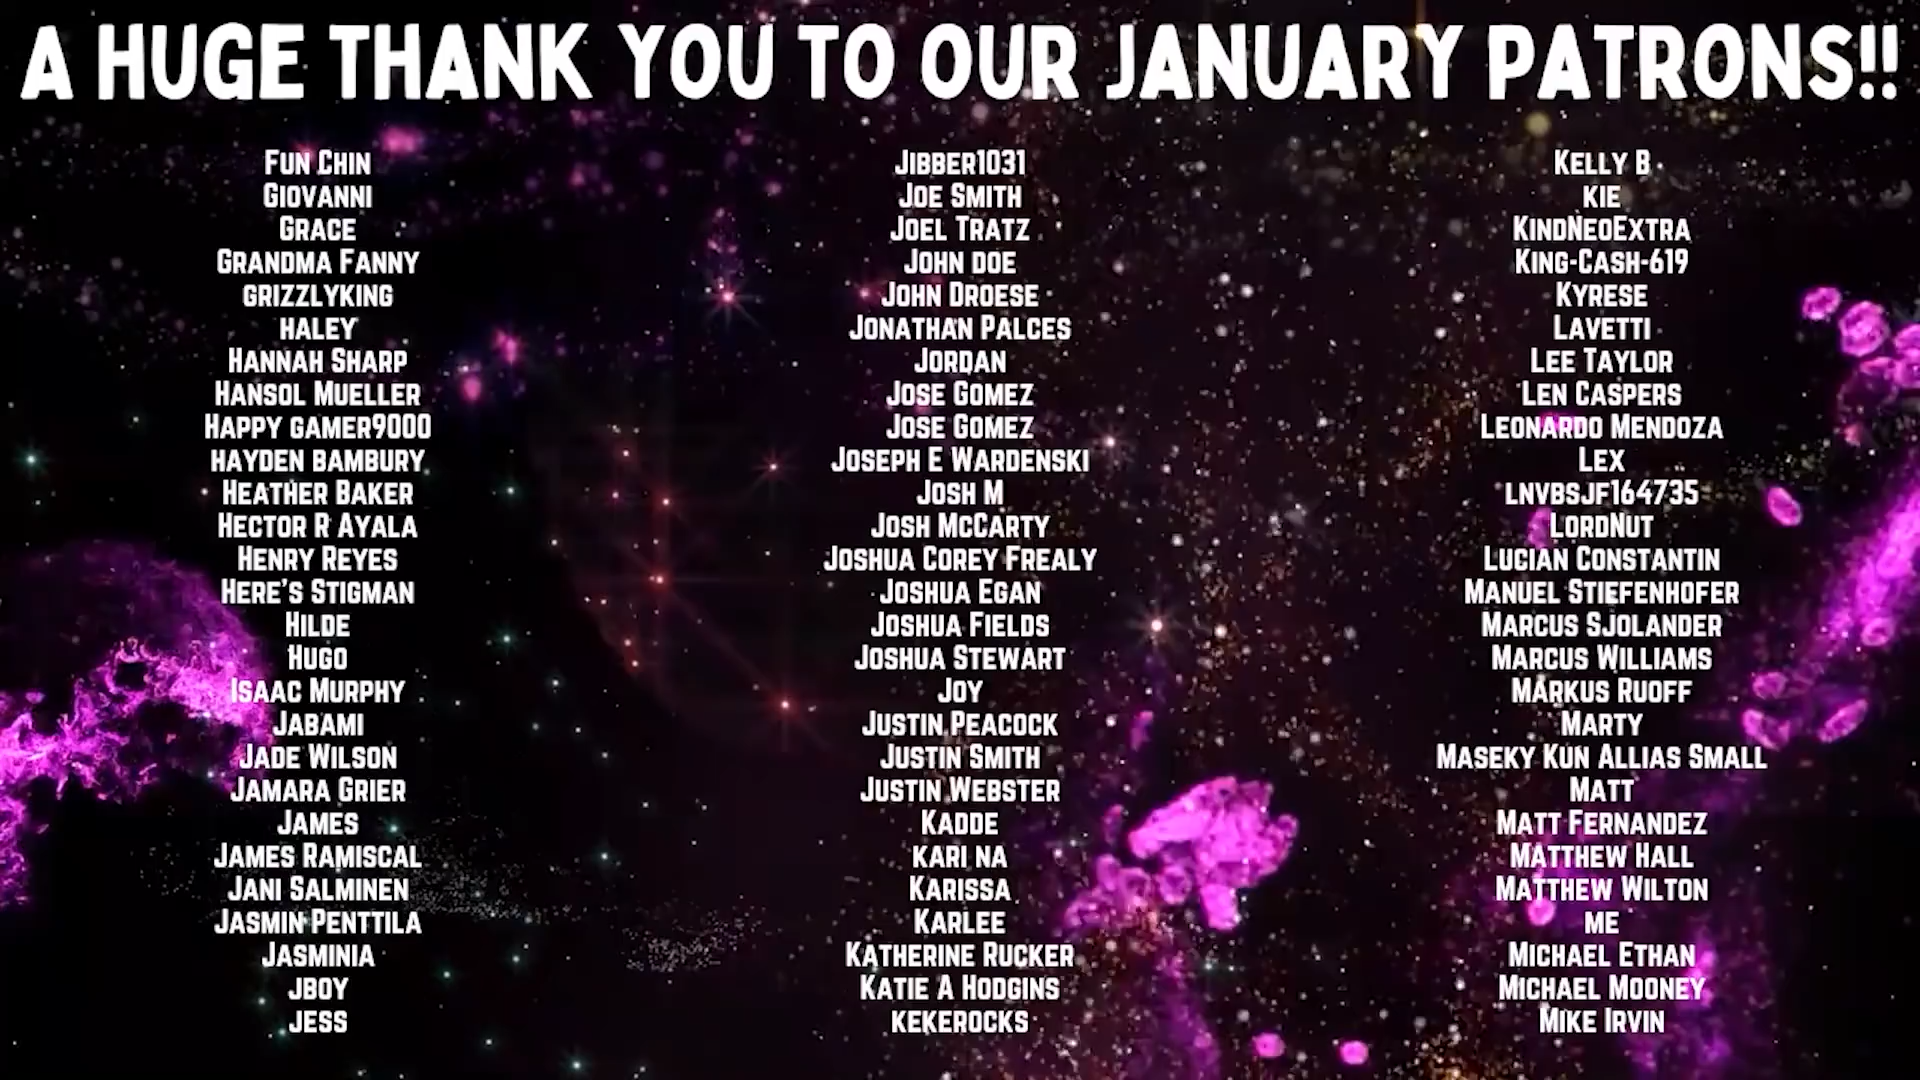 A HUGE THANK YOU TO OUR JANUARY PATRONS!!
FUN CHIN
GIOVANNI
GRACE
GRANDMA FANNY
GRIZZLYKING
HALEY
HANNAH SHARP
HANSOL MUELLER
HAPPY GAMER9000
HAYDEN BAMBURY
HEATHER BAKER
HECTOR R AYALA
HENRY REYES
HERE'S STIGMAN
HILDE
HUGO
ISAAC MURPHY
JABAMI
JADE WILSON
JAMARA GRIER
JAMES
JAMES RAMISCAL
JANI SALMINEN
JASMIN PENTTILA
JASMINIA
JBOY
JESS
JIBBER1031
JOE SMITH
JOEL TRATZ
JOHN DOE
JOHN DROESE
JONATHAN PALCES
JORDAN
JOSE GOMEZ
JOSE GOMEZ
JOSEPH E WARDENSKI
JOSH M
JOSH MCCARTY
JOSHUA COREY FREALY
JOSHUA EGAN
JOSHUA FIELDS
JOSHUA STEWART
JOY
JUSTIN PEACOCK
JUSTIN SMITH
JUSTIN WEBSTER
KADDE
KARI NA
KARISSA
KARLEE
KATHERINE RUCKER
KATIE A HODGINS
KEKEROCKS
KELLY B
KIE
KINDNEOEXTRA
KING-CASH-619
KYRESE
LAVETTI
LEE TAYLOR
LEN CASPERS
LEONARDO MENDOZA
LEX
LNVBSJF164735
LORDNUT
LUCIAN CONSTANTIN
MANUEL STIEFENHOFER
MARCUS SJOLANDER
MARCUS WILLIAMS
MARKUS RUOFF
MARTY
MASEKY KUN ALLIAS SMALL
MATT
MATT FERNANDEZ
MATTHEW HALL
MATTHEW WILTON
ME
MICHAEL ETHAN
MICHAEL MOONEY
MIKE IRVIN